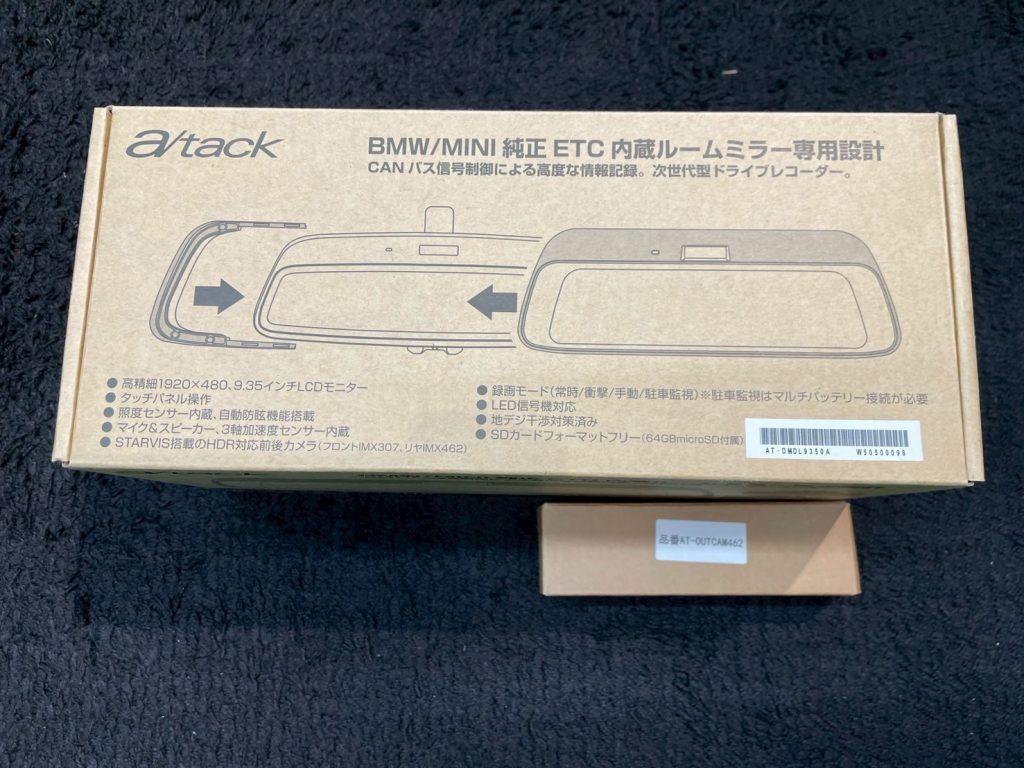 a/tack
BMW/MINI 純正 ETC 内蔵ルームミラー専用設計
CAN バス信号制御による高度な情報記録。次世代型ドライブレコーダー。
● 高精細1920×480、9.35インチLCDモニター
● タッチパネル操作
● 照度センサー内蔵、自動防眩機能搭載
● マイク&スピーカー、3軸加速度センサー内蔵
● STARVIS搭載のHDR対応前後カメラ(フロントIMX307、リヤIMX462)
● 録画モード(常時/衝撃/手動/駐車監視)※駐車監視はマルチバッテリー接続が必要
● LED信号機対応
● 地デジ干渉対策済み
● SDカードフォーマットフリー(64GBmicroSD付属)
AT-DMDL9350A W50500098
品番AT-OUTCAM462